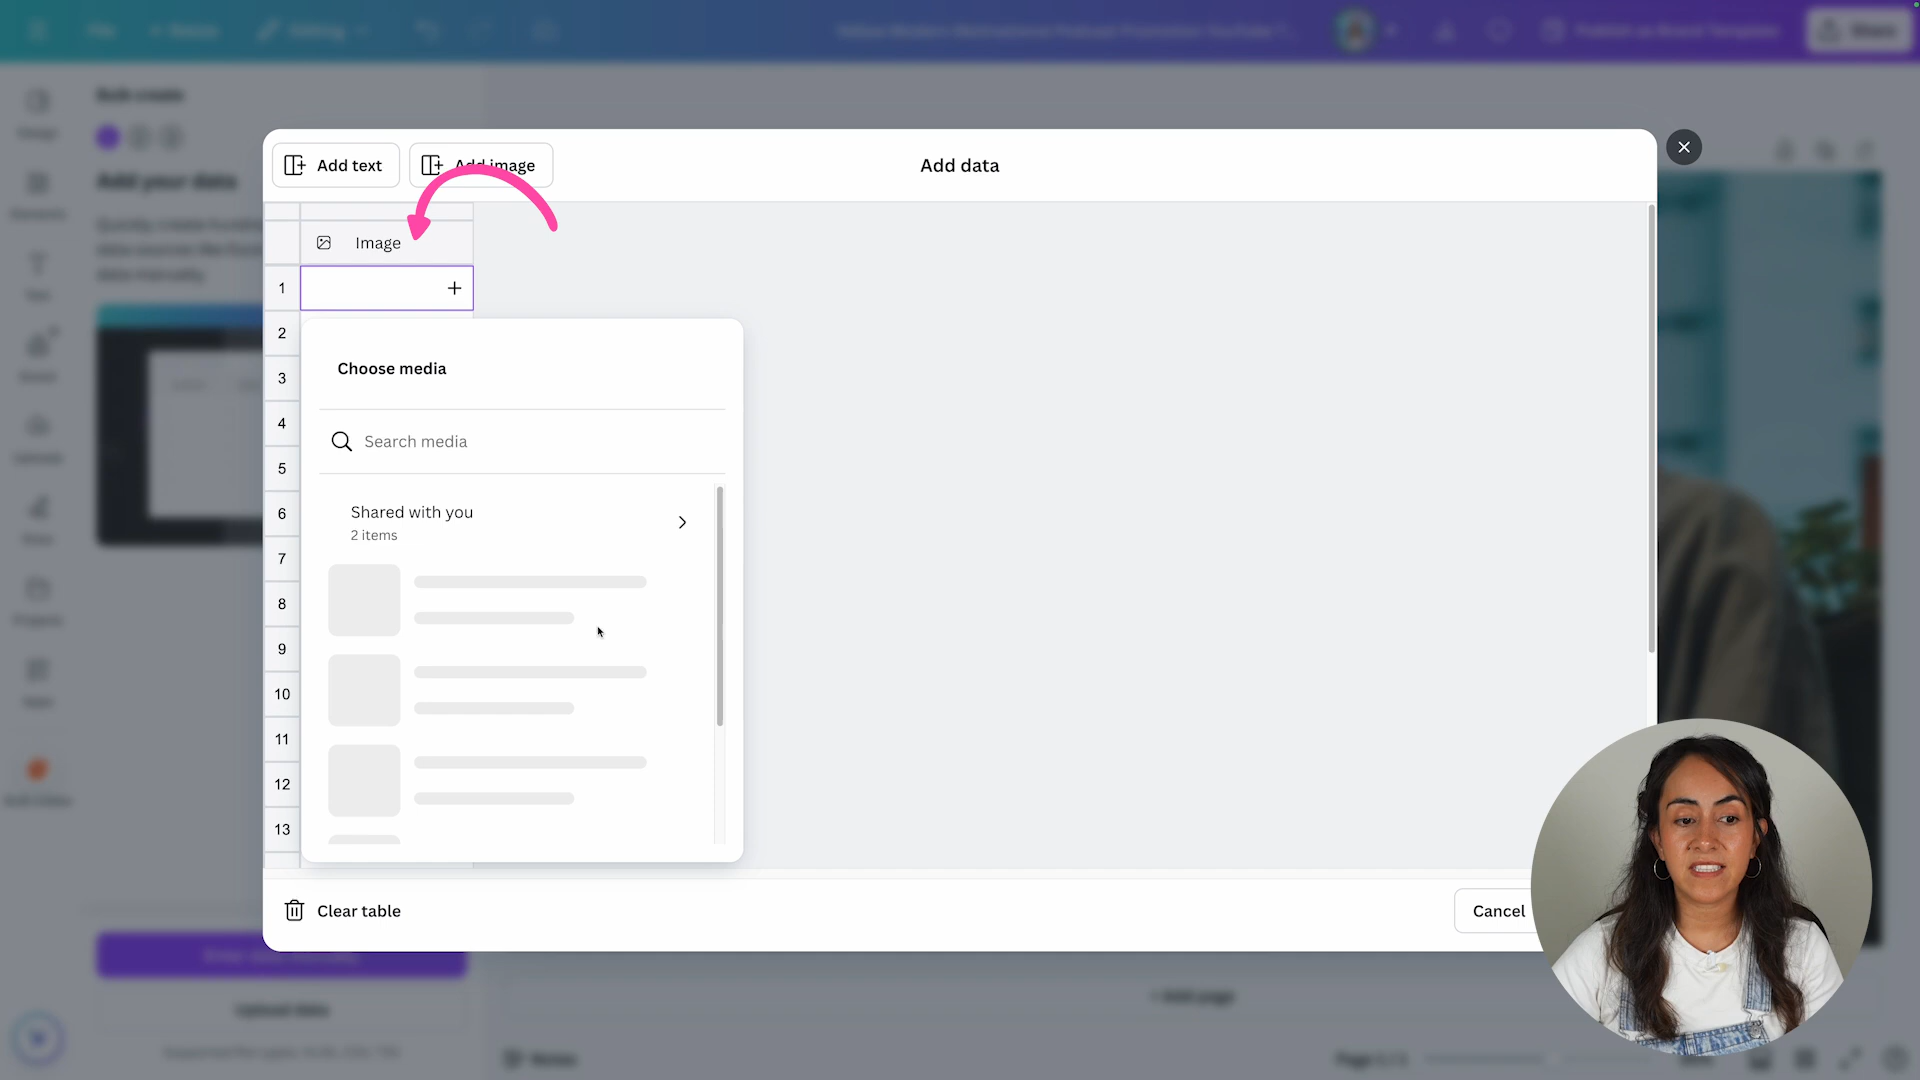 Share
Bulk create
Add your data
Add text
Add image
Add data
Image
1
2
3
4
5
6
7
8
9
10
11
12
13
Choose media
Search media
Shared with you
2 items
Clear table
Cancel
Upload data
+ Add page
Notes